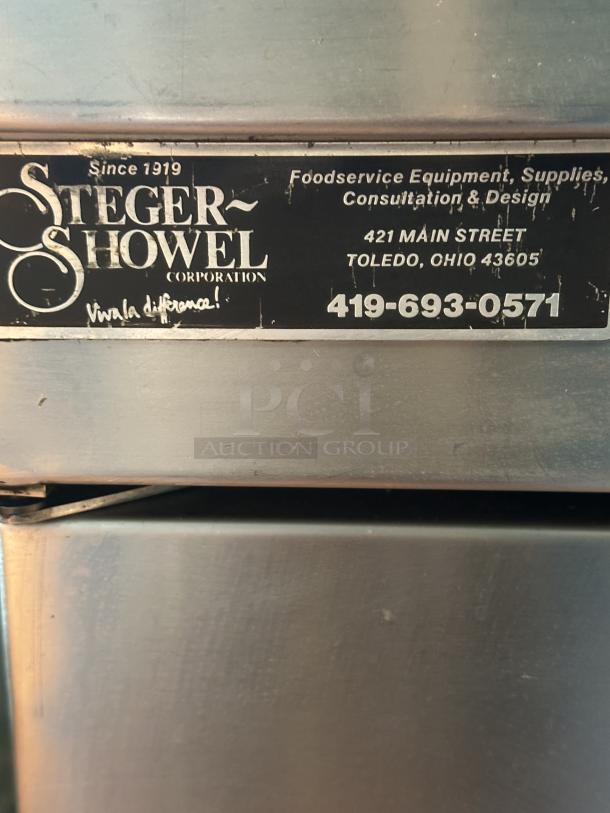 Since 1919
STEGER~
SHOWEL
CORPORATION
Viva la différence!
Foodservice Equipment, Supplies,
Consultation & Design
421 MAIN STREET
TOLEDO, OHIO 43605
419-693-0571
PCI
AUCTION GROUP